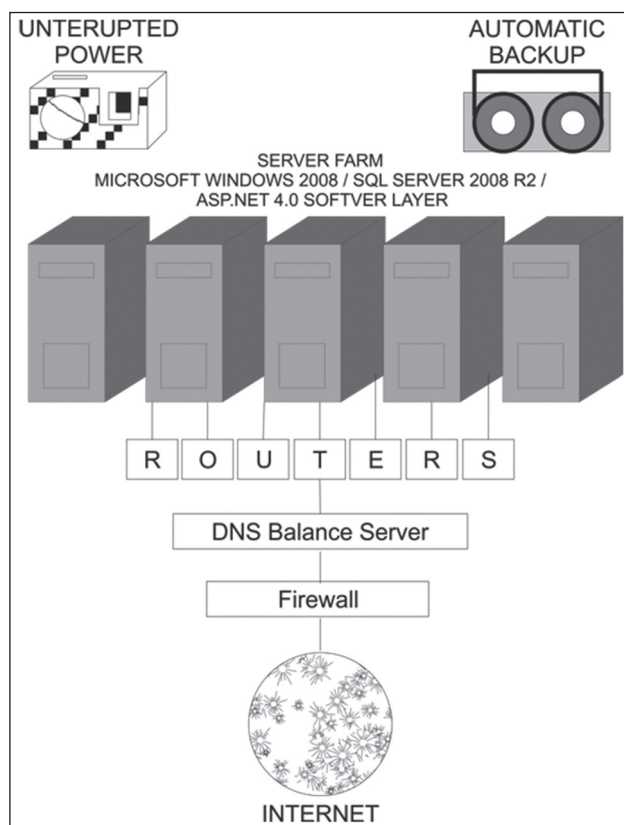 UNTERUPTED
POWER
AUTOMATIC
BACKUP
SERVER FARM
MICROSOFT WINDOWS 2008 / SQL SERVER 2008 R2 /
ASP.NET 4.0 SOFTVER LAYER
R O U T E R S
DNS Balance Server
Firewall
INTERNET